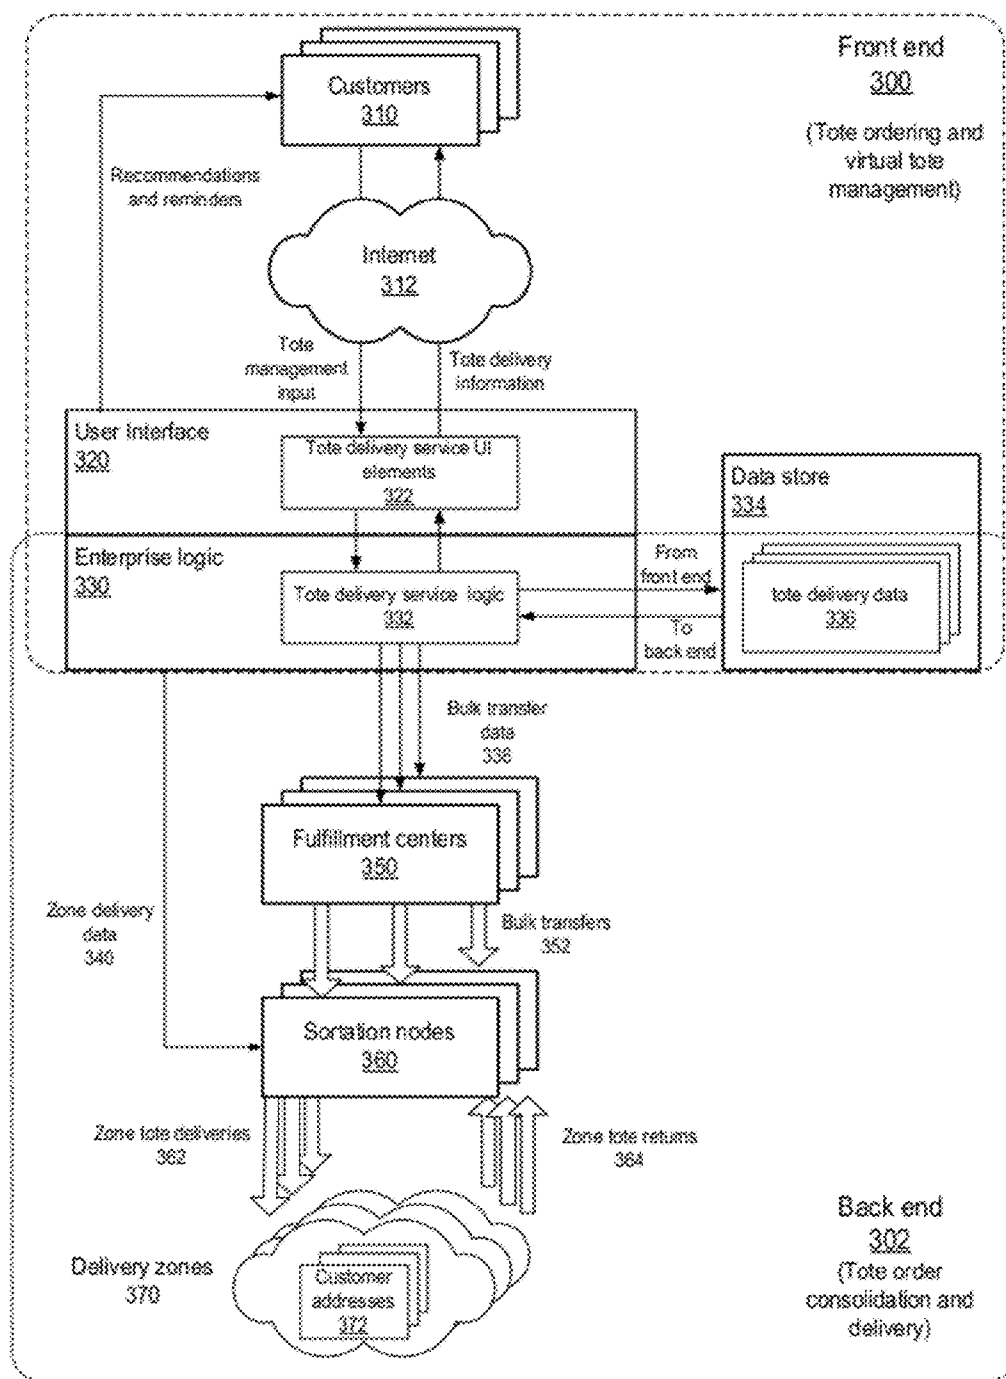 Front end
300
(Tote ordering and
virtual tote
management)
Customers
310
Recommendations
and reminders
Internet
312
Tote
management
input
Tote delivery
information
User Interface
320
Tote delivery service UI
elements
322
Data store
334
Enterprise logic
330
Tote delivery service logic
332
From
front end
To
back end
tote delivery data
336
Bulk transfer
data
338
Fulfillment centers
350
Zone delivery
data
340
Bulk transfers
352
Sortation nodes
360
Zone tote deliveries
362
Zone tote returns
364
Delivery zones
370
Customer
addresses
372
Back end
302
(Tote order
consolidation and
delivery)